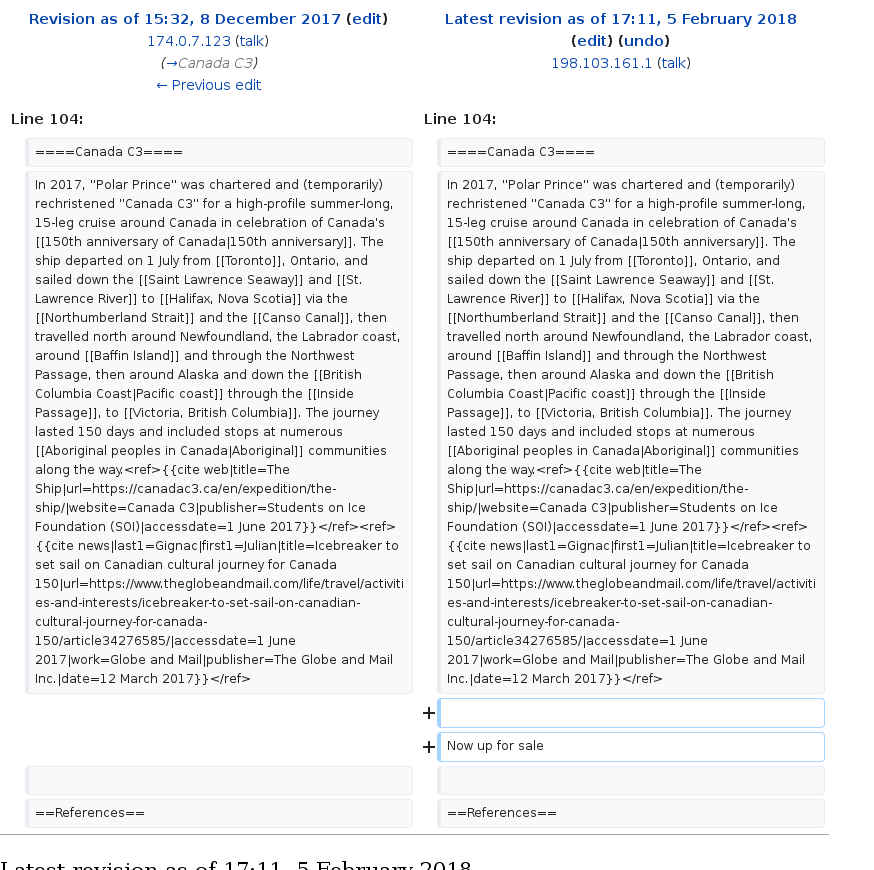 Revision as of 15:32, 8 December 2017 (edit)
174.0.7.123 (talk)
(→Canada C3)
← Previous edit
Latest revision as of 17:11, 5 February 2018
(edit) (undo)
198.103.161.1 (talk)
Line 104:
Line 104:
====Canada C3====
====Canada C3====
In 2017, ''Polar Prince'' was chartered and (temporarily)
rechristened ''Canada C3'' for a high-profile summer-long,
15-leg cruise around Canada in celebration of Canada's
[[150th anniversary of Canada|150th anniversary]]. The
ship departed on 1 July from [[Toronto]], Ontario, and
sailed down the [[Saint Lawrence Seaway]] and [[St.
Lawrence River]] to [[Halifax, Nova Scotia]] via the
[[Northumberland Strait]] and the [[Canso Canal]], then
travelled north around Newfoundland, the Labrador coast,
around [[Baffin Island]] and through the Northwest
Passage, then around Alaska and down the [[British
Columbia Coast|Pacific coast]] through the [[Inside
Passage]], to [[Victoria, British Columbia]]. The journey
lasted 150 days and included stops at numerous
[[Aboriginal peoples in Canada|Aboriginal]] communities
along the way.<ref>{{cite web|title=The
Ship|url=https://canadac3.ca/en/expedition/the-
ship/|website=Canada C3|publisher=Students on Ice
Foundation (SOI)|accessdate=1 June 2017}}</ref><ref>
{{cite news|last1=Gignac|first1=Julian|title=Icebreaker to
set sail on Canadian cultural journey for Canada
150|url=https://www.theglobeandmail.com/life/travel/activiti
es-and-interests/icebreaker-to-set-sail-on-canadian-
cultural-journey-for-canada-
150/article34276585/|accessdate=1 June
2017|work=Globe and Mail|publisher=The Globe and Mail
Inc.|date=12 March 2017}}</ref>
In 2017, ''Polar Prince'' was chartered and (temporarily)
rechristened ''Canada C3'' for a high-profile summer-long,
15-leg cruise around Canada in celebration of Canada's
[[150th anniversary of Canada|150th anniversary]]. The
ship departed on 1 July from [[Toronto]], Ontario, and
sailed down the [[Saint Lawrence Seaway]] and [[St.
Lawrence River]] to [[Halifax, Nova Scotia]] via the
[[Northumberland Strait]] and the [[Canso Canal]], then
travelled north around Newfoundland, the Labrador coast,
around [[Baffin Island]] and through the Northwest
Passage, then around Alaska and down the [[British
Columbia Coast|Pacific coast]] through the [[Inside
Passage]], to [[Victoria, British Columbia]]. The journey
lasted 150 days and included stops at numerous
[[Aboriginal peoples in Canada|Aboriginal]] communities
along the way.<ref>{{cite web|title=The
Ship|url=https://canadac3.ca/en/expedition/the-
ship/|website=Canada C3|publisher=Students on Ice
Foundation (SOI)|accessdate=1 June 2017}}</ref><ref>
{{cite news|last1=Gignac|first1=Julian|title=Icebreaker to
set sail on Canadian cultural journey for Canada
150|url=https://www.theglobeandmail.com/life/travel/activiti
es-and-interests/icebreaker-to-set-sail-on-canadian-
cultural-journey-for-canada-
150/article34276585/|accessdate=1 June
2017|work=Globe and Mail|publisher=The Globe and Mail
Inc.|date=12 March 2017}}</ref>
+
+ Now up for sale
==References==
==References==
Latest revision as of 17:11, 5 February 2018